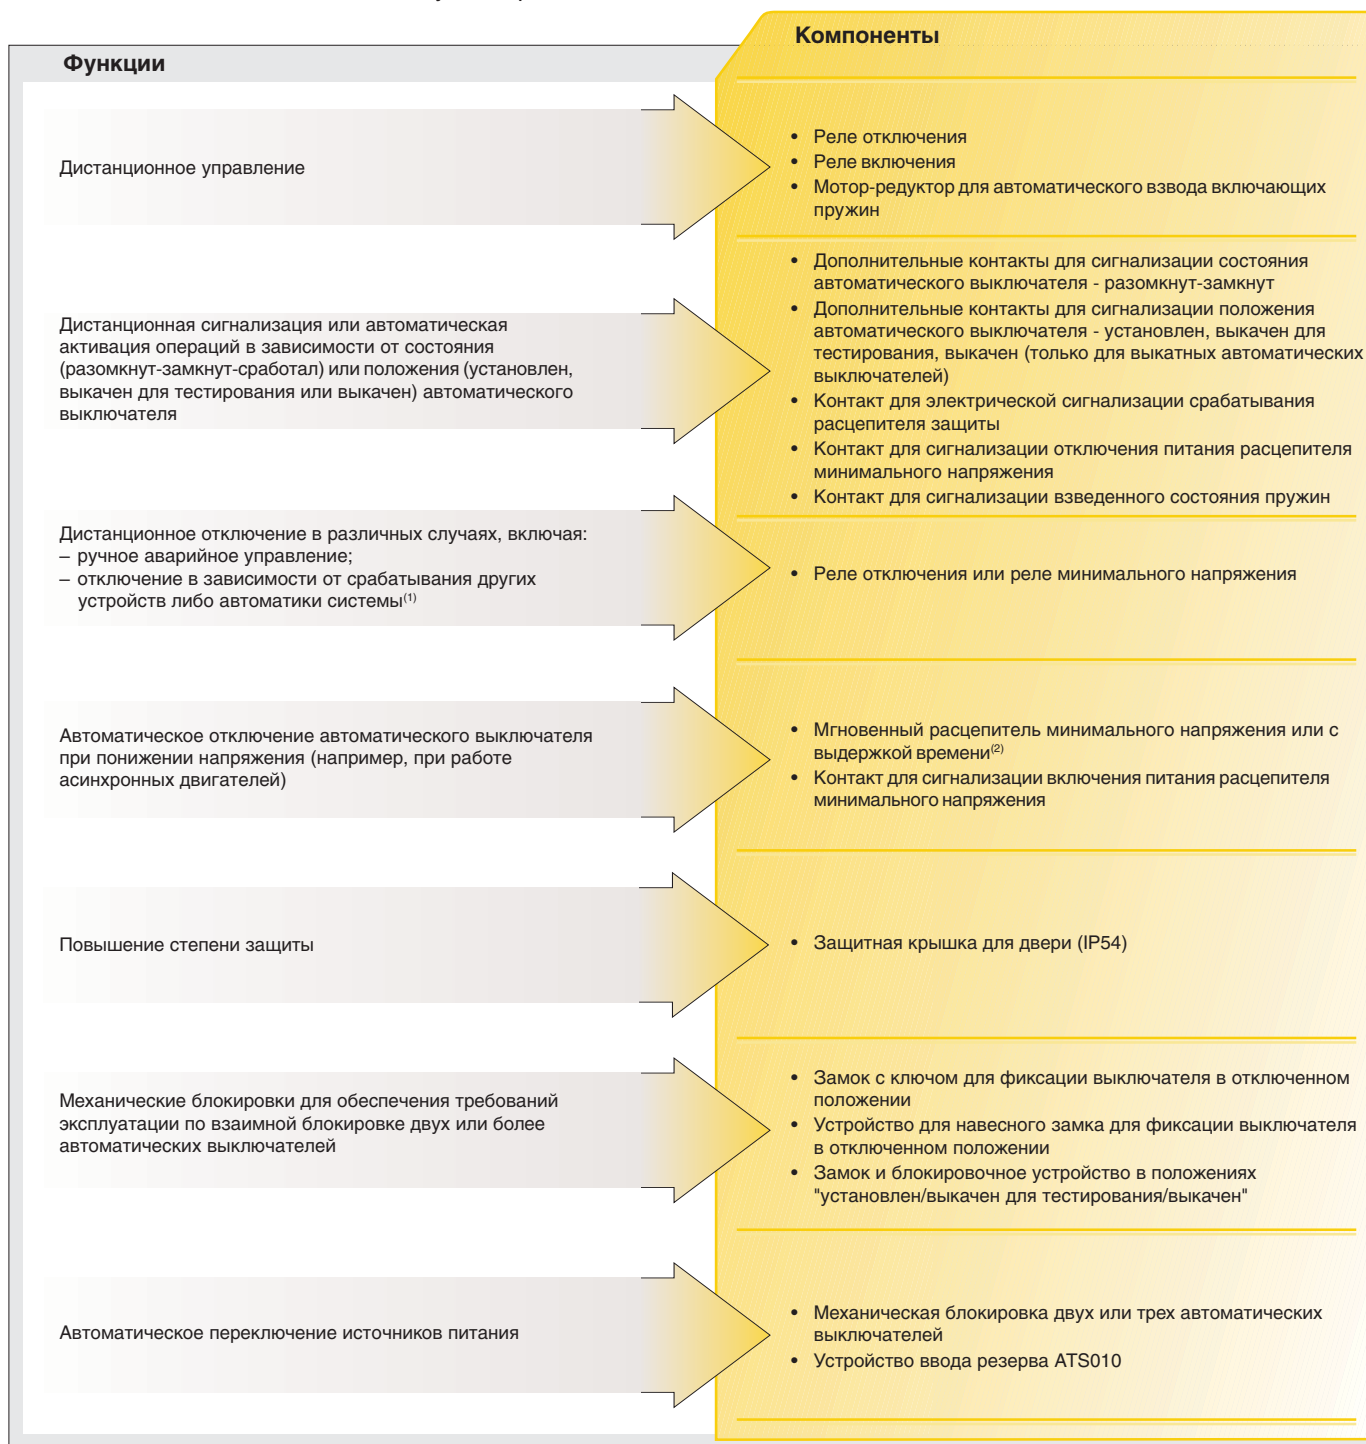 Компоненты
Функции
Дистанционное управление
• Реле отключения
• Реле включения
• Мотор-редуктор для автоматического взвода включающих
пружин
Дистанционная сигнализация или автоматическая
активация операций в зависимости от состояния
(разомкнут-замкнут-сработал) или положения (установлен,
выкачен для тестирования или выкачен) автоматического
выключателя
• Дополнительные контакты для сигнализации состояния
автоматического выключателя - разомкнут-замкнут
• Дополнительные контакты для сигнализации положения
автоматического выключателя - установлен, выкачен для
тестирования, выкачен (только для выкатных автоматических
выключателей)
• Контакт для электрической сигнализации срабатывания
расцепителя защиты
• Контакт для сигнализации отключения питания расцепителя
минимального напряжения
• Контакт для сигнализации взведенного состояния пружин
Дистанционное отключение в различных случаях, включая:
– ручное аварийное управление;
– отключение в зависимости от срабатывания других
устройств либо автоматики системы(1)
• Реле отключения или реле минимального напряжения
Автоматическое отключение автоматического выключателя
при понижении напряжения (например, при работе
асинхронных двигателей)
• Мгновенный расцепитель минимального напряжения или с
выдержкой времени(2)
• Контакт для сигнализации включения питания расцепителя
минимального напряжения
Повышение степени защиты
• Защитная крышка для двери (IP54)
Механические блокировки для обеспечения требований
эксплуатации по взаимной блокировке двух или более
автоматических выключателей
• Замок с ключом для фиксации выключателя в отключенном
положении
• Устройство для навесного замка для фиксации выключателя
в отключенном положении
• Замок и блокировочное устройство в положениях
"установлен/выкачен для тестирования/выкачен"
Автоматическое переключение источников питания
• Механическая блокировка двух или трех автоматических
выключателей
• Устройство ввода резерва ATS010